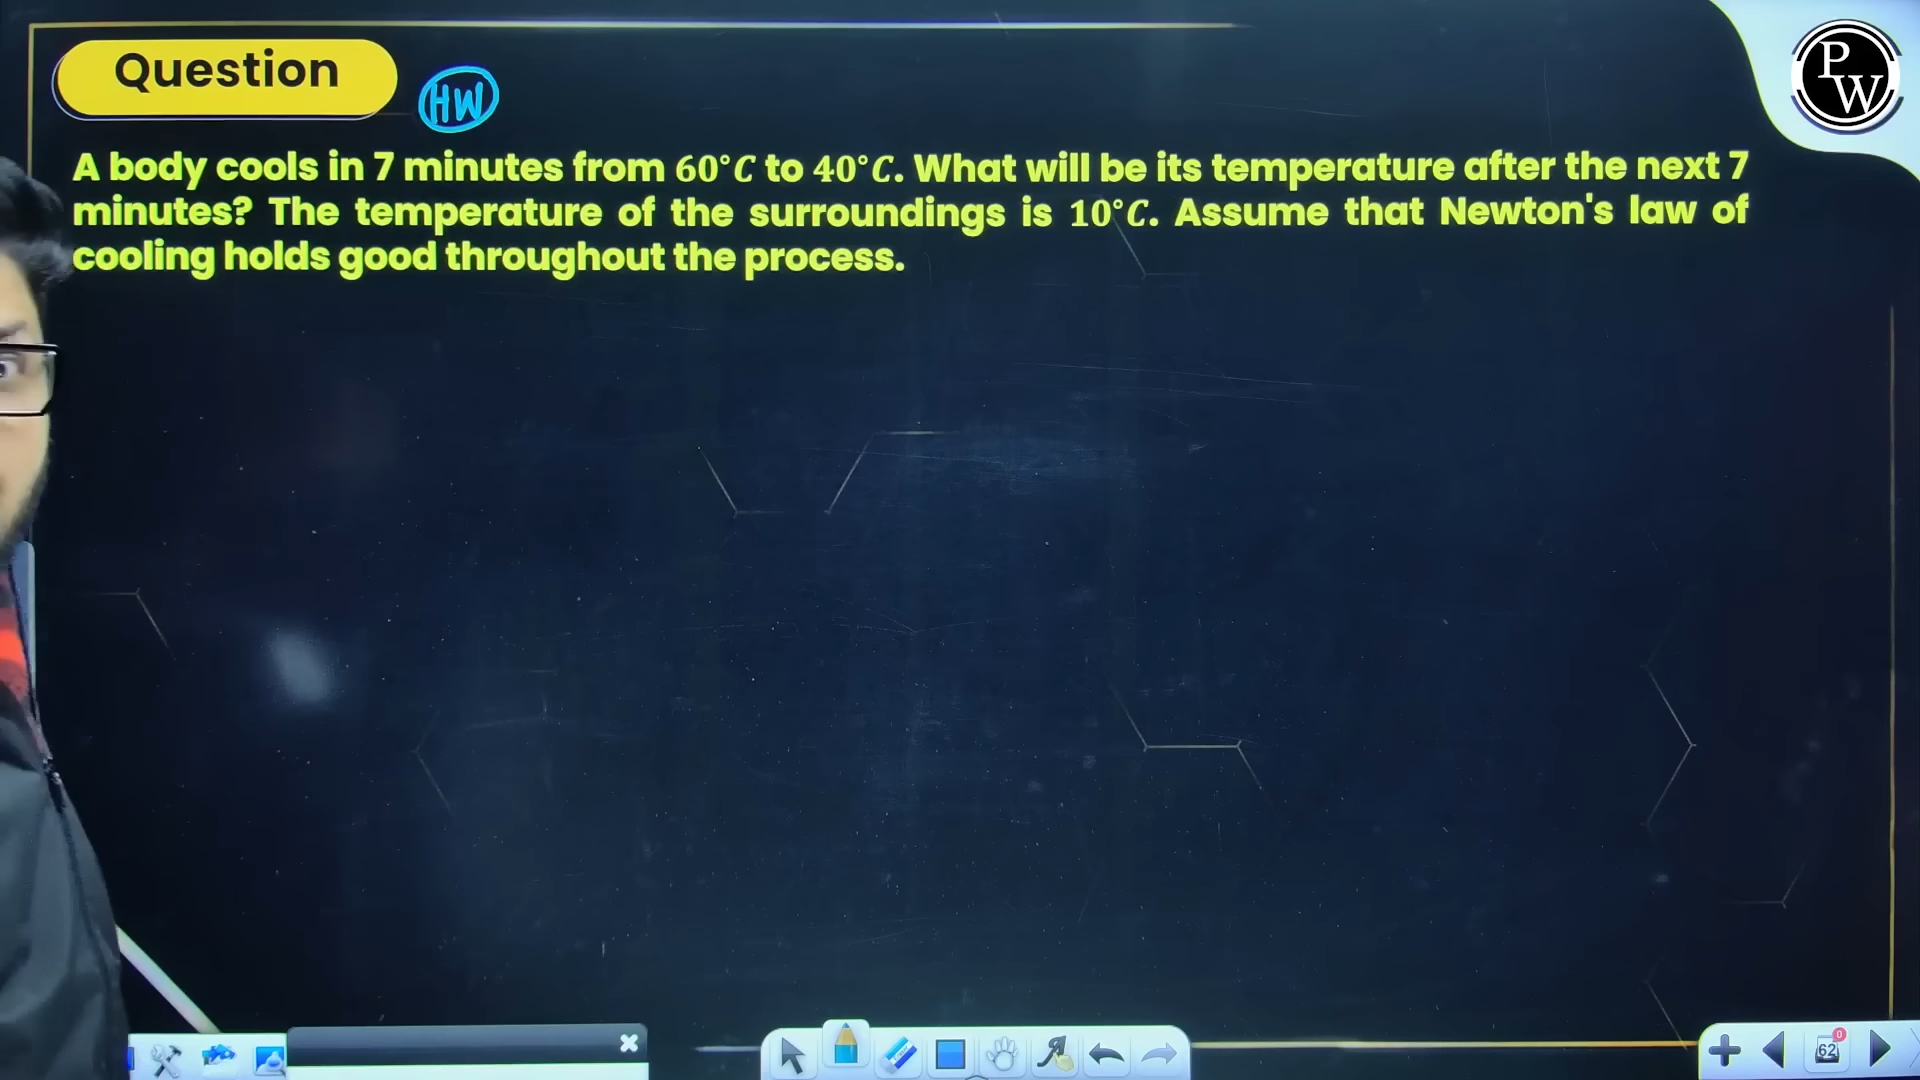 Question
HW
P
W
A body cools in 7 minutes from 60°C to 40°C. What will be its temperature after the next 7
minutes? The temperature of the surroundings is 10°C. Assume that Newton's law of
cooling holds good throughout the process.
62
0